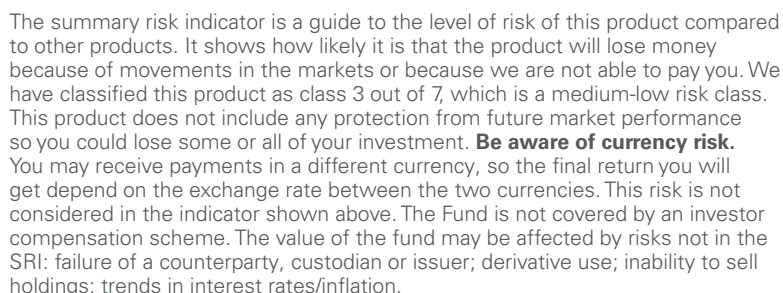 The summary risk indicator is a guide to the level of risk of this product compared
to other products. It shows how likely it is that the product will lose money
because of movements in the markets or because we are not able to pay you. We
have classified this product as class 3 out of 7, which is a medium-low risk class.
This product does not include any protection from future market performance
so you could lose some or all of your investment. Be aware of currency risk.
You may receive payments in a different currency, so the final return you will
get depend on the exchange rate between the two currencies. This risk is not
considered in the indicator shown above. The Fund is not covered by an investor
compensation scheme. The value of the fund may be affected by risks not in the
SRI: failure of a counterparty, custodian or issuer; derivative use; inability to sell
holdings; trends in interest rates/inflation.